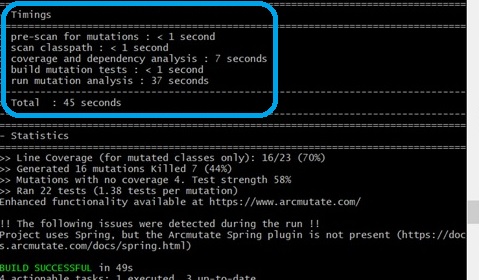 Timings
================================================================================
pre-scan for mutations : < 1 second
scan classpath : < 1 second
coverage and dependency analysis : 7 seconds
build mutation tests : < 1 second
run mutation analysis : 37 seconds
--------------------------------------------------------------------------------
Total : 45 seconds
--------------------------------------------------------------------------------
================================================================================
- Statistics
================================================================================
>> Line Coverage (for mutated classes only): 16/23 (70%)
>> Generated 16 mutations Killed 7 (44%)
>> Mutations with no coverage 4. Test strength 58%
>> Ran 22 tests (1.38 tests per mutation)
Enhanced functionality available at https://www.arcmutate.com/
!! The following issues were detected during the run !!
Project uses Spring, but the Arcmutate Spring plugin is not present (https://doc
s.arcmutate.com/docs/spring.html)
BUILD SUCCESSFUL in 49s
4 actionable tasks: 1 executed, 3 up-to-date